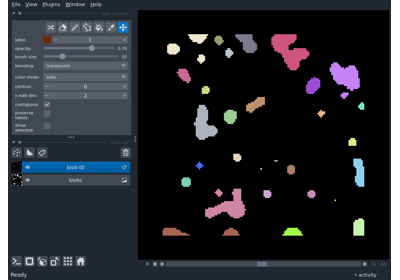 File View Plugins Window Help
label: 1
opacity: 0.70
brush size: 10
blending: translucent
color mode: auto
contour: 0
n edit dim: 2
contiguous:
preserve
labels:
show
selected:
blob ID
blobs
Ready
activity